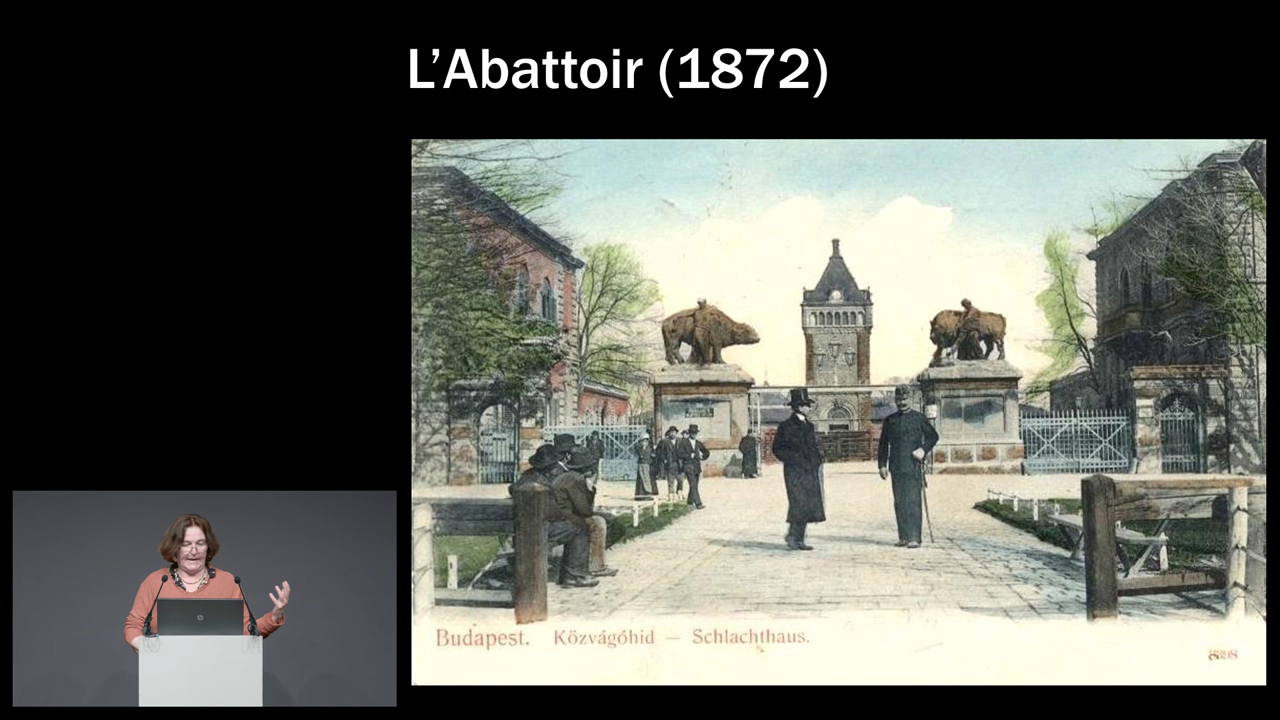 L’Abattoir (1872)
Budapest. Közvágóhid — Schlachthaus.